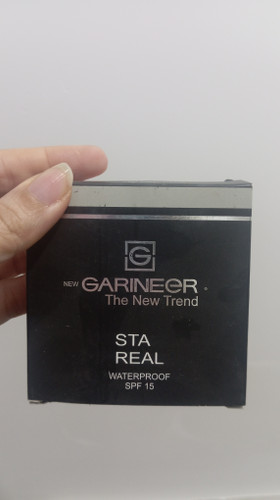 G
NEW GARINEER
The New Trend
STA
REAL
WATERPROOF
SPF 15